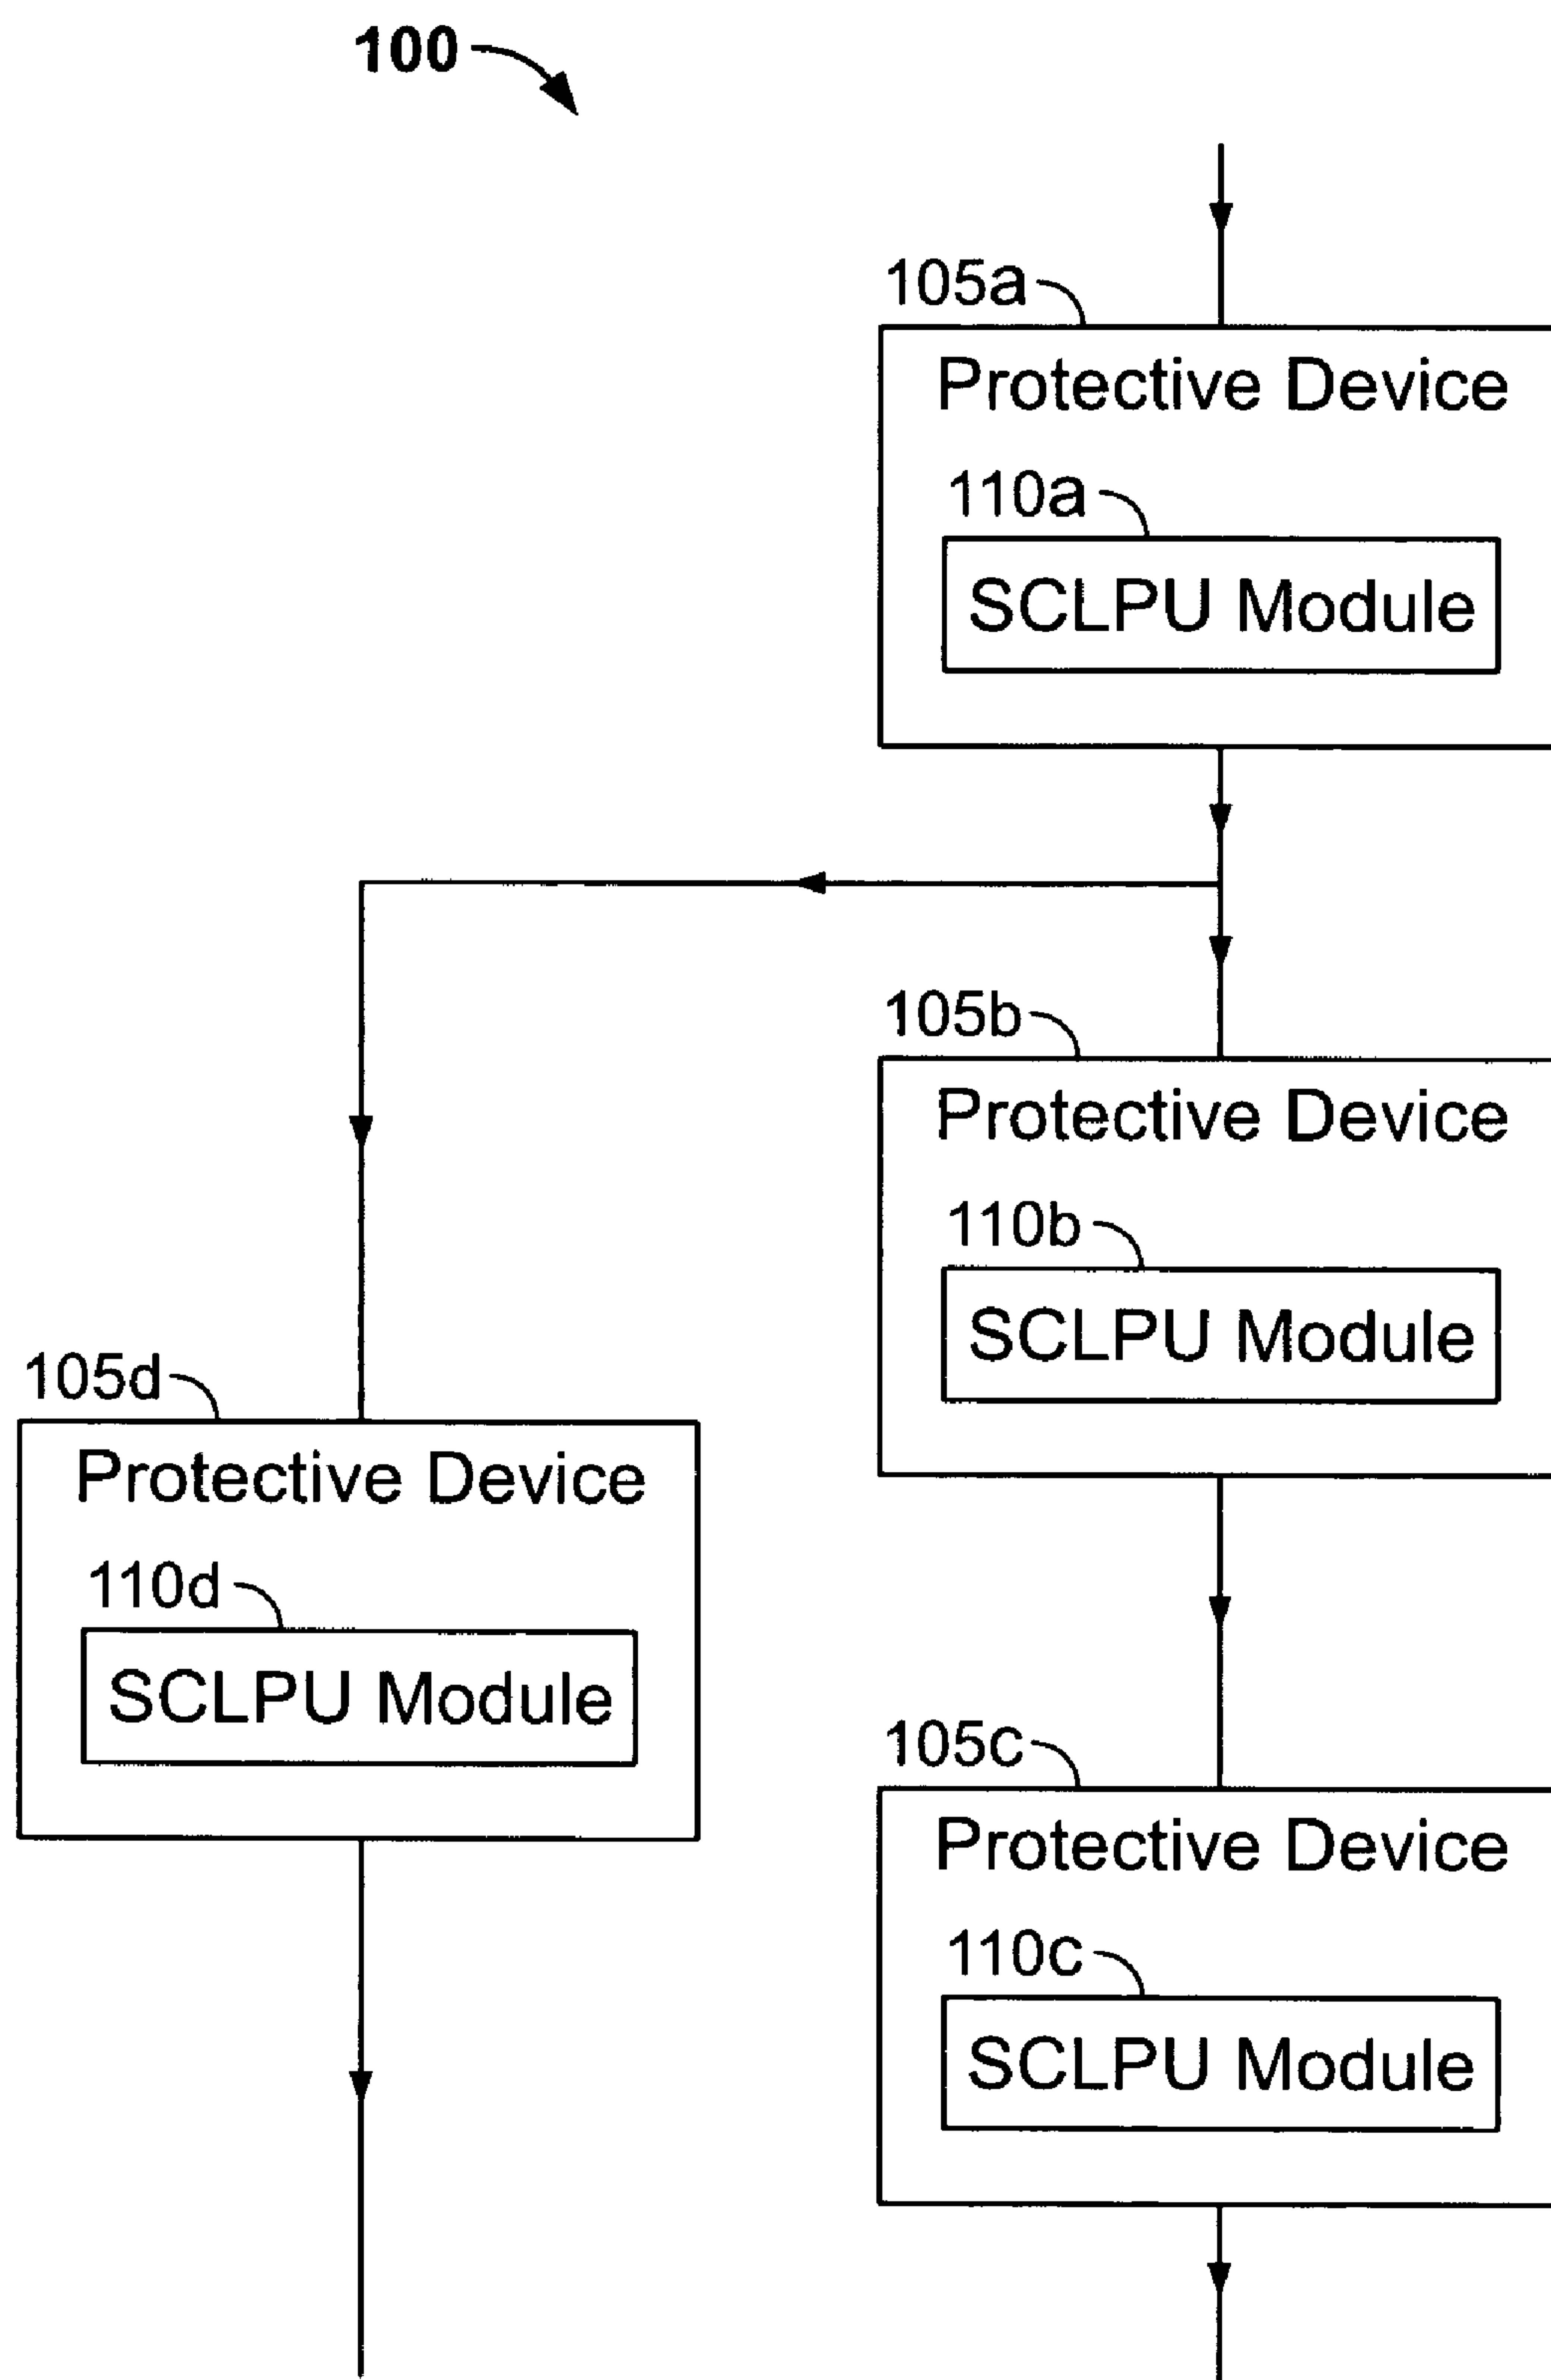 100
105a
Protective Device
110a
SCLPU Module
105b
Protective Device
110b
SCLPU Module
105d
Protective Device
110d
SCLPU Module
105c
Protective Device
110c
SCLPU Module